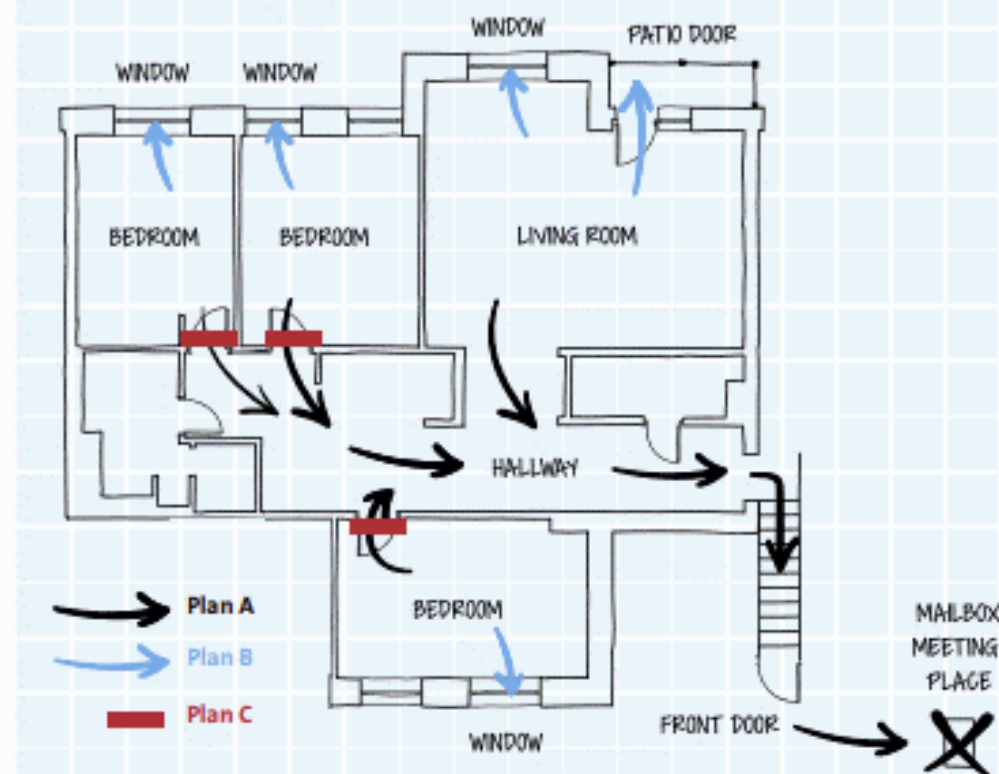 WINDOW
PATIO DOOR
WINDOW
WINDOW
BEDROOM
BEDROOM
LIVING ROOM
HALLWAY
Plan A
Plan B
Plan C
BEDROOM
WINDOW
FRONT DOOR
MAILBOX
MEETING
PLACE